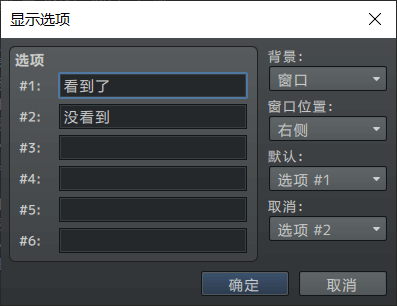 显示选项
选项
#1: 看到了
#2: 没看到
#3:
#4:
#5:
#6:
背景:
窗口
窗口位置:
右侧
默认:
选项 #1
取消:
选项 #2
确定
取消